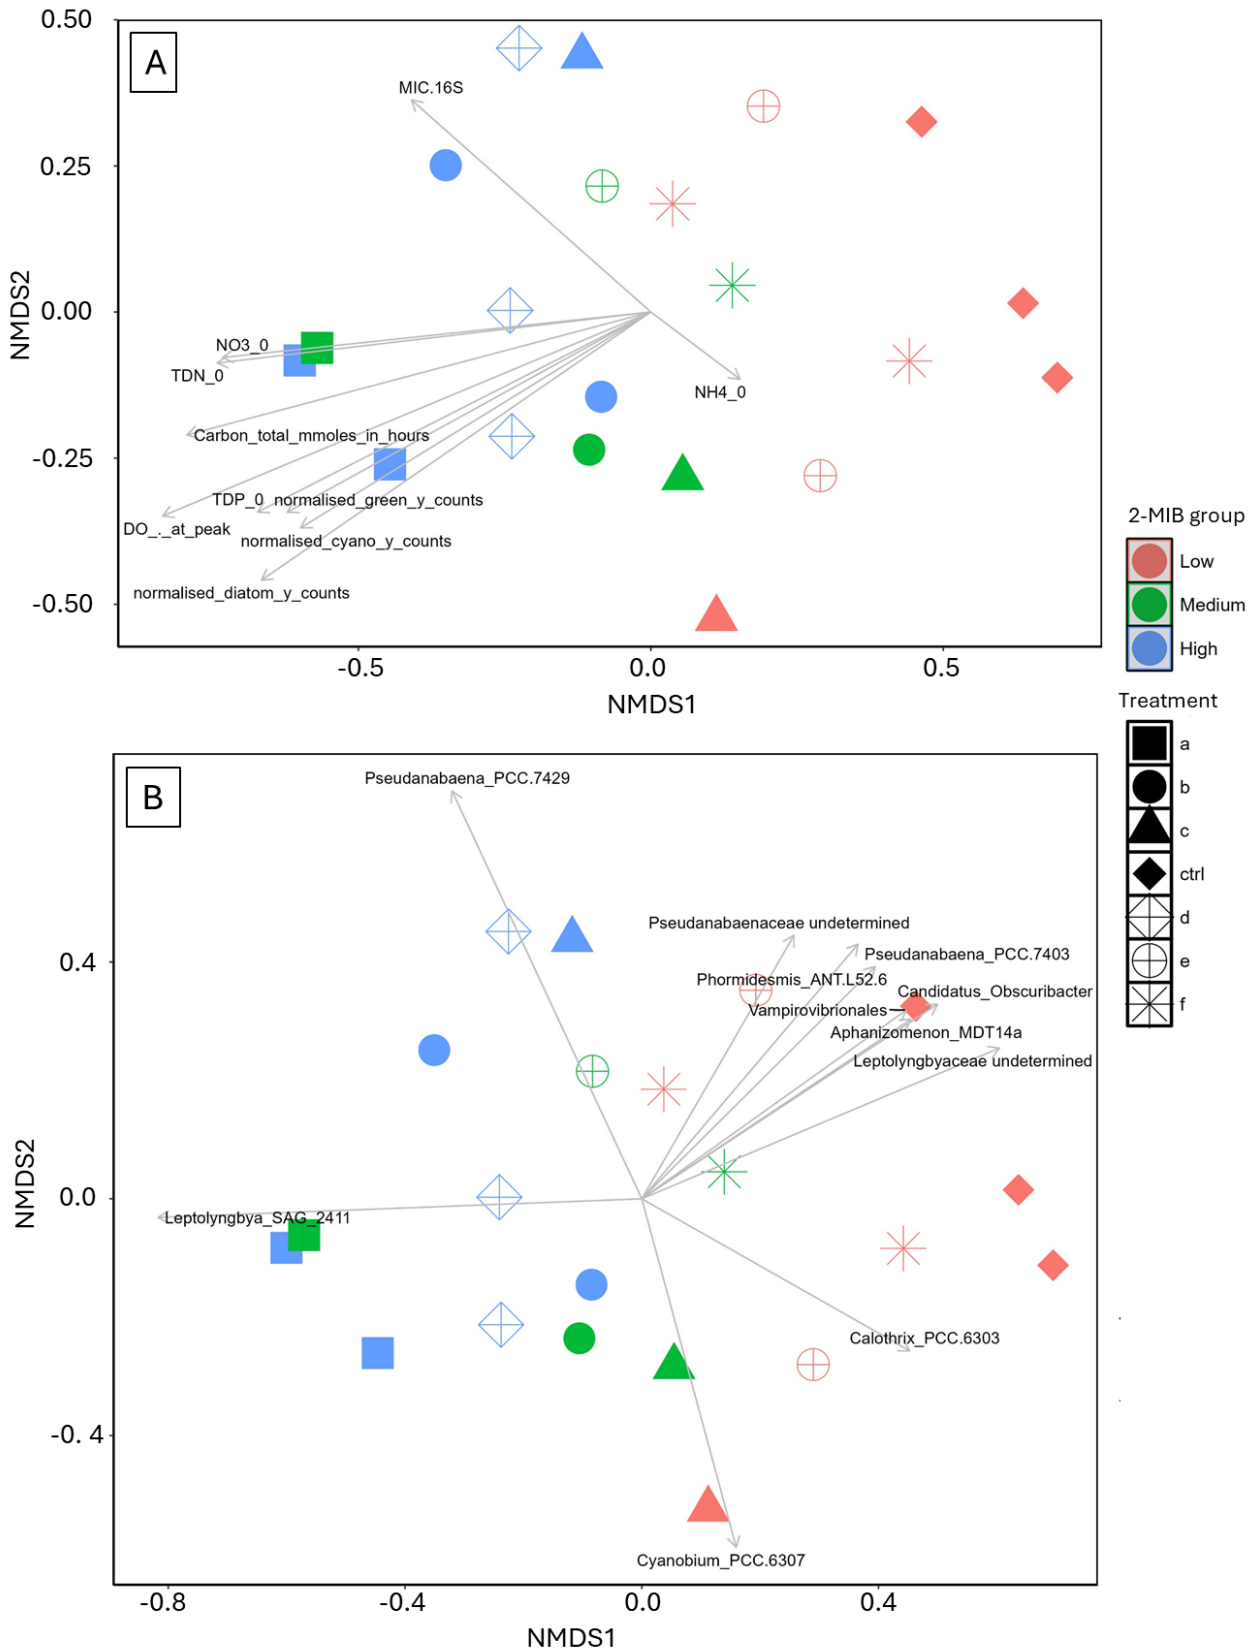 A
0.50
0.25
0.00
-0.25
-0.50
NMDS2
MIC.16S
NH4_0
NO3_0
TDN_0
Carbon_total_mmoles_in_hours
TDP_0 normalised_green_y_counts
DO_._at_peak
normalised_cyano_y_counts
normalised_diatom_y_counts
-0.5
0.0
0.5
NMDS1
2-MIB group
Low
Medium
High
Treatment
a
b
c
ctrl
d
e
f
B
Pseudanabaena_PCC.7429
Pseudanabaenaceae undetermined
Pseudanabaena_PCC.7403
Phormidesmis_ANT.L52.6
Candidatus_Obscuribacter
Vampirovibrionales
Aphanizomenon_MDT14a
Leptolyngbyaceae undetermined
Leptolyngbya_SAG_2411
Calothrix_PCC.6303
Cyanobium_PCC.6307
0.4
0.0
-0. 4
NMDS2
-0.8
-0.4
0.0
0.4
NMDS1